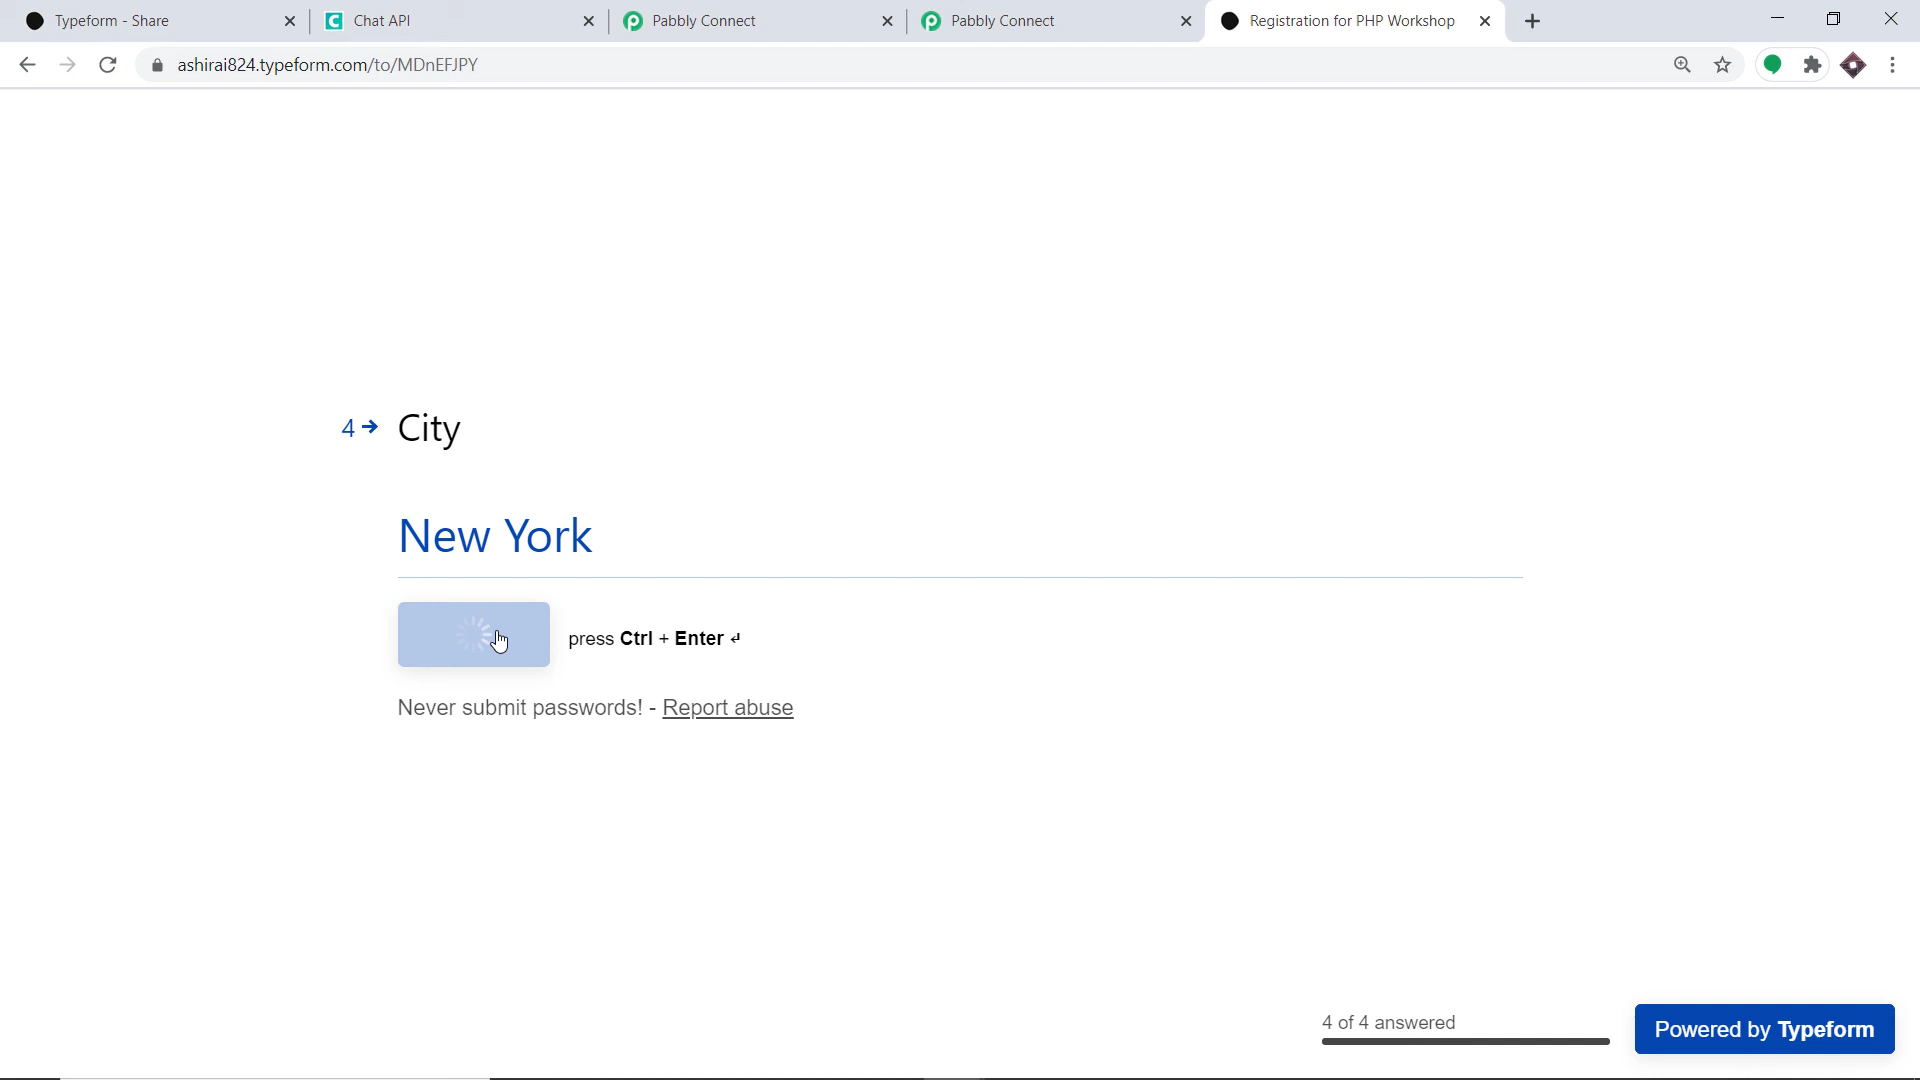 Typeform - Share
Chat API
Pabbly Connect
Pabbly Connect
Registration for PHP Workshop
ashirai824.typeform.com/to/MDnEFJPY
4 → City
New York
press Ctrl + Enter ↵
Never submit passwords! - Report abuse
4 of 4 answered
Powered by Typeform